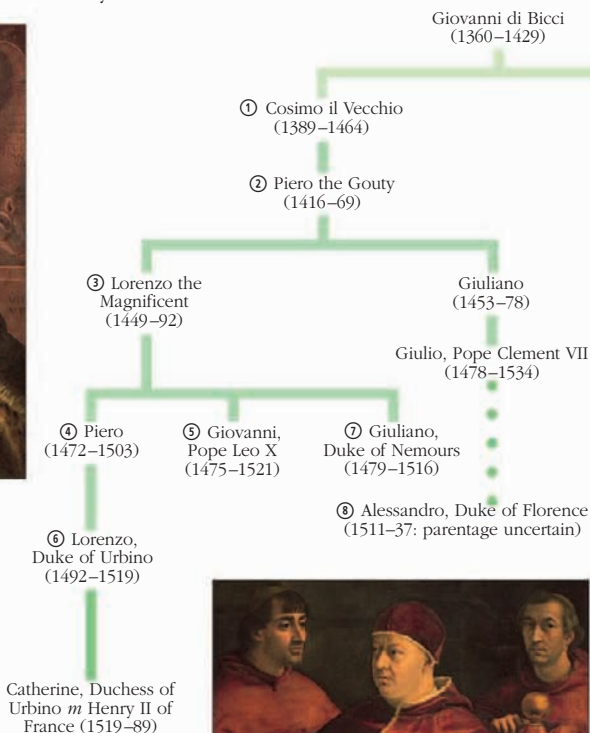 Giovanni di Bicci
(1360–1429)
① Cosimo il Vecchio
(1389–1464)
② Piero the Gouty
(1416–69)
③ Lorenzo the
Magnificent
(1449–92)
Giuliano
(1453–78)
Giulio, Pope Clement VII
(1478–1534)
④ Piero
(1472–1503)
⑤ Giovanni,
Pope Leo X
(1475–1521)
⑦ Giuliano,
Duke of Nemours
(1479–1516)
⑧ Alessandro, Duke of Florence
(1511–37: parentage uncertain)
⑥ Lorenzo,
Duke of Urbino
(1492–1519)
Catherine, Duchess of
Urbino m Henry II of
France (1519–89)